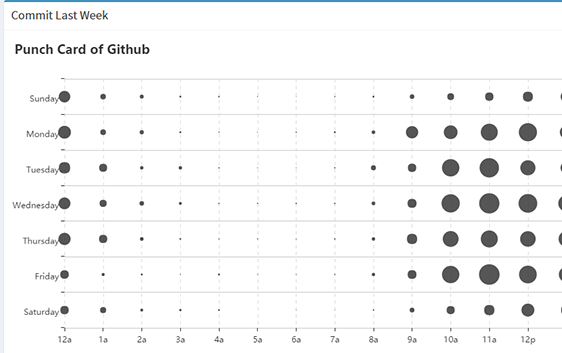 Commit Last Week
Punch Card of Github
Sunday
Monday
Tuesday
Wednesday
Thursday
Friday
Saturday
12a 1a 2a 3a 4a 5a 6a 7a 8a 9a 10a 11a 12p